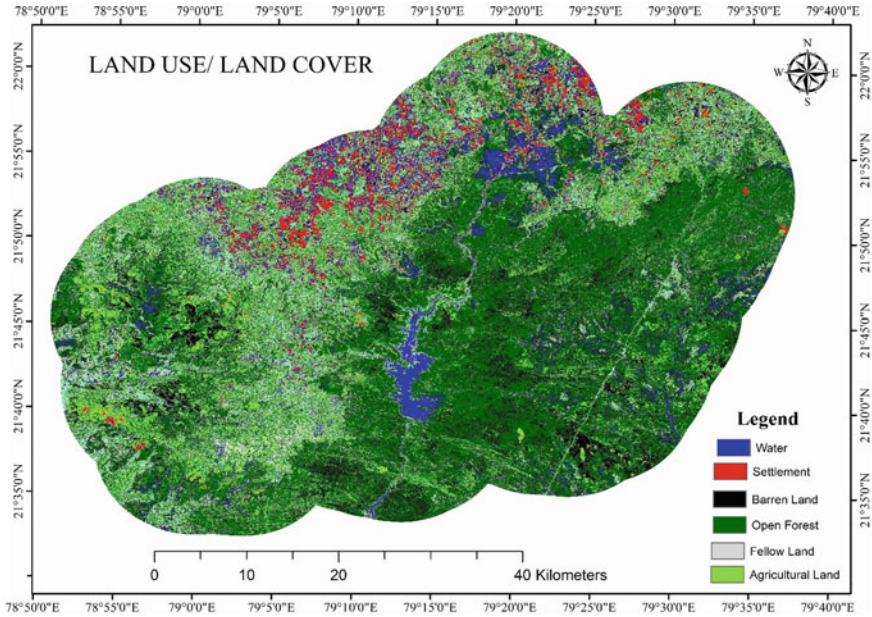 78°50'0"E 78°55'0"E 79°0'0"E 79°5'0"E 79°10'0"E 79°15'0"E 79°20'0"E 79°25'0"E 79°30'0"E 79°35'0"E 79°40'0"E
LAND USE/ LAND COVER
N
W E
S
22°0'0"N
21°55'0"N
21°50'0"N
21°45'0"N
21°40'0"N
21°35'0"N
22°0'0"N
21°55'0"N
21°50'0"N
21°45'0"N
21°40'0"N
21°35'0"N
Legend
Water
Settlement
Barren Land
Open Forest
Fellow Land
Agricultural Land
0 10 20 40 Kilometers
78°50'0"E 78°55'0"E 79°0'0"E 79°5'0"E 79°10'0"E 79°15'0"E 79°20'0"E 79°25'0"E 79°30'0"E 79°35'0"E 79°40'0"E